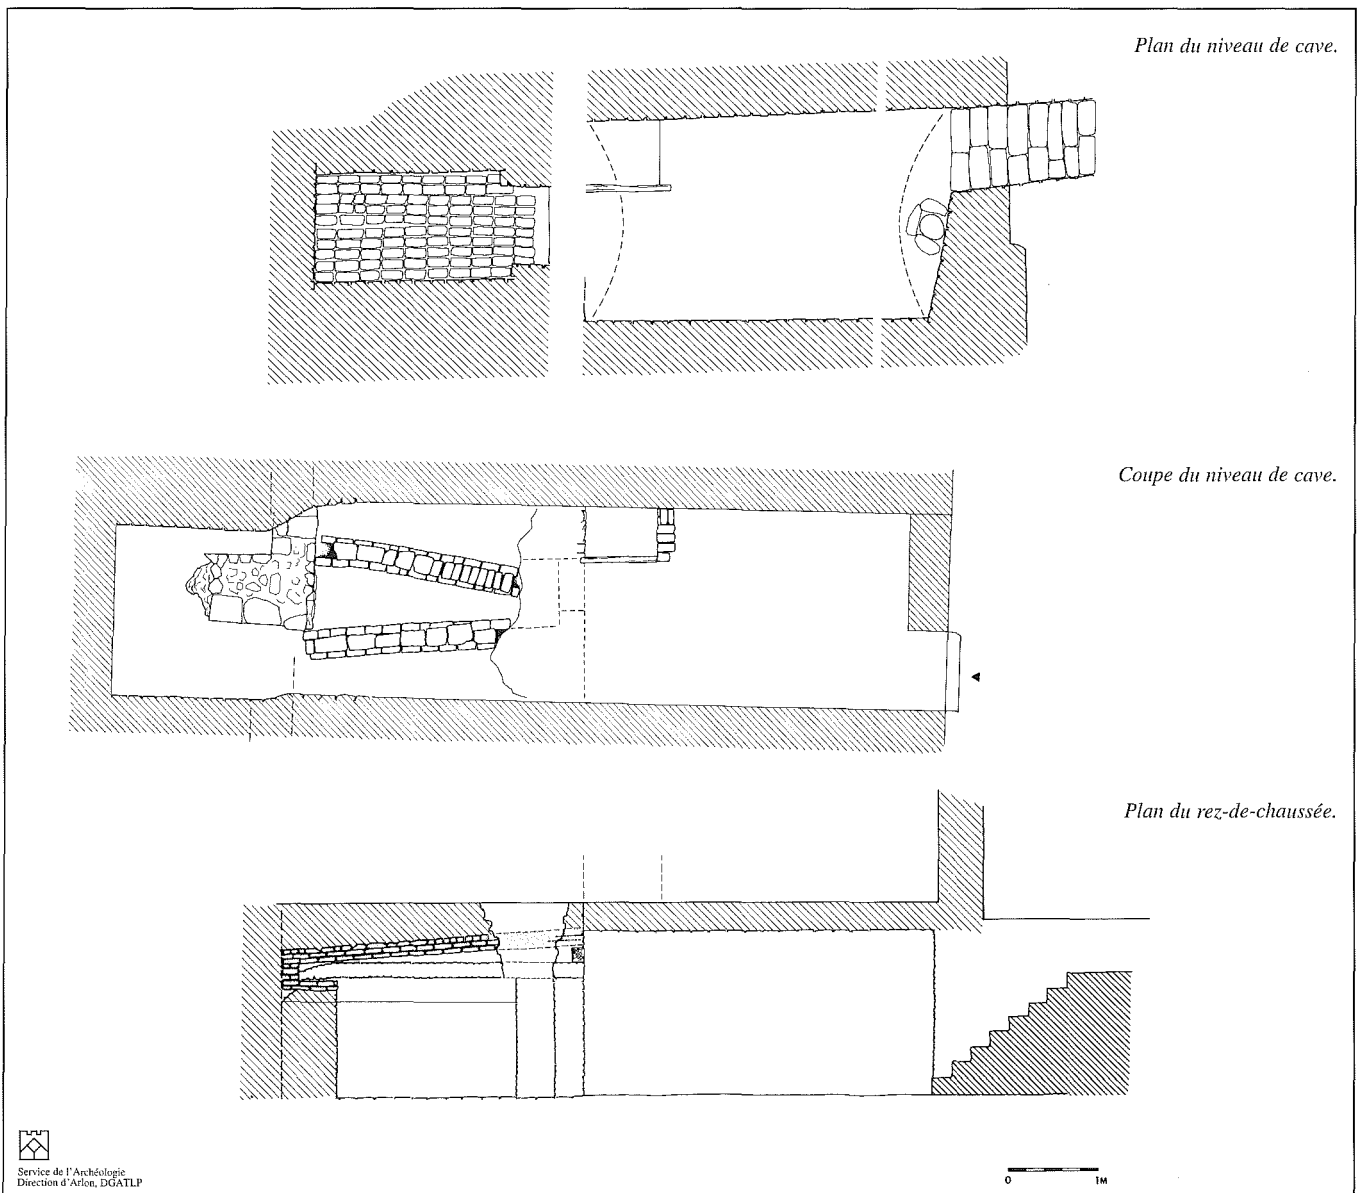 Plan du niveau de cave.
Coupe du niveau de cave.
Plan du rez-de-chaussée.
Service de l'Archéologie
Direction d'Arlon, DGATLP
0 1M